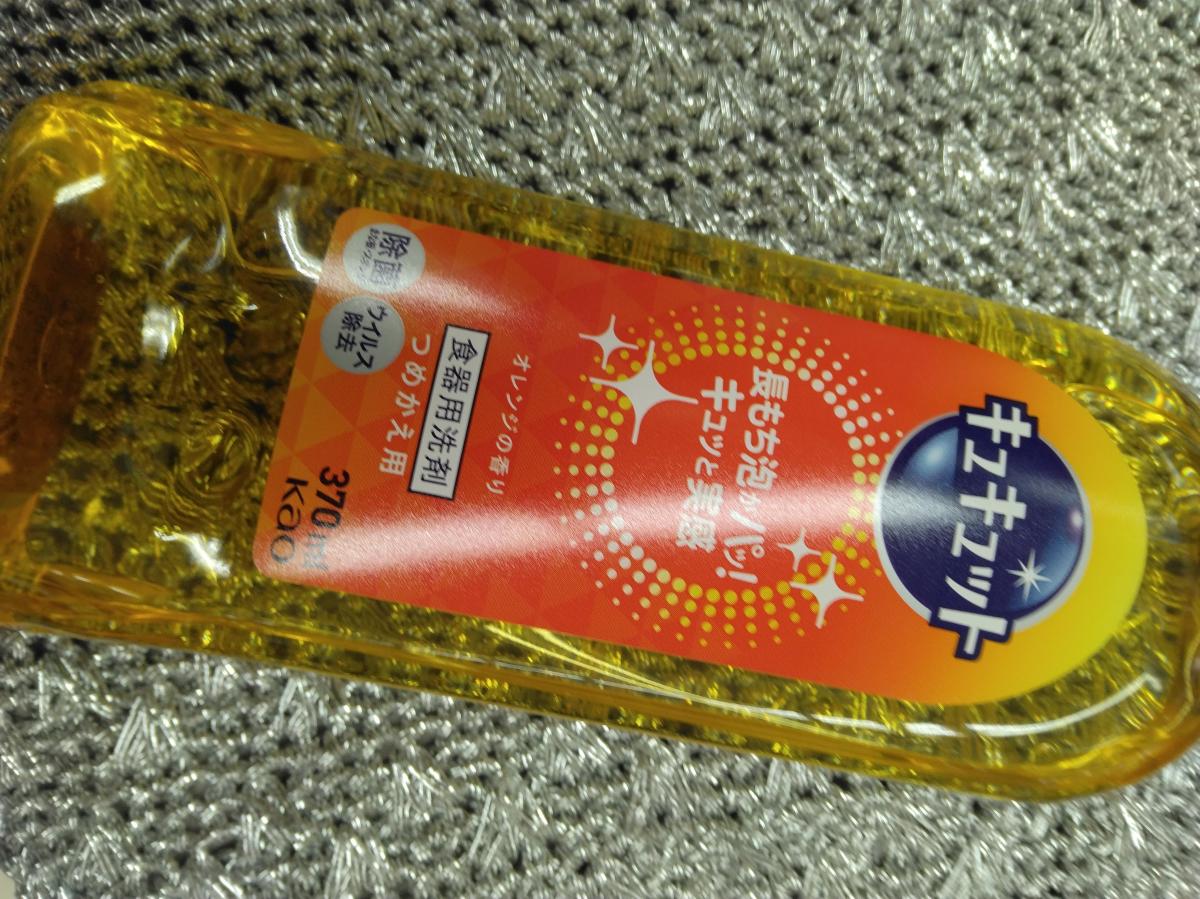 キュキュット
最もち泡がパッ!
キュッと実感
オレンジの香り
食器用洗剤
つめかえ用
除菌
ウイルス
除去
370ml
Kao